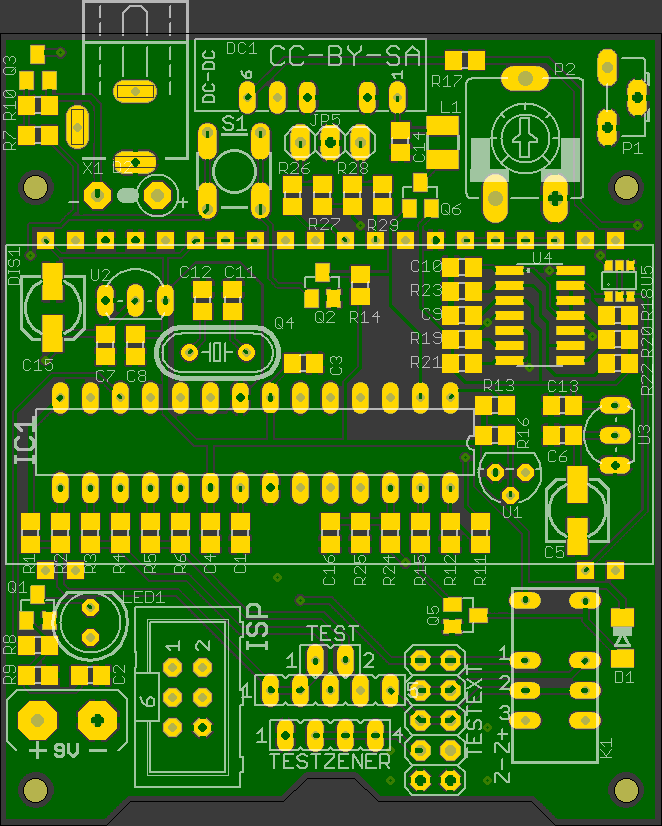 DC1 CC-BY-SA
DC-DC
6
1
Q3
R10
R7
X1
D2
-
+
S1
JP5
R26
R28
R27
R29
C14
R17
L1
P2
P1
Q6
DIS1
U2
C12
C11
Q2
R14
Q4
C15
C7
C8
C3
C10
R23
C9
R19
R21
U4
U5
R18
R20
R22
R13
C13
R16
C6
U3
U1
C5
IC1
R1
R2
R3
R4
R5
R6
C4
C1
C16
R25
R24
R15
R12
R11
Q1
LED1
R8
R9
C2
+ 9V -
ISP
1 2
6
TEST
1 2
1 5
1 4
TESTZENER
TESTEXT
Q5
1
2
3
Z-Z+
K1
D1